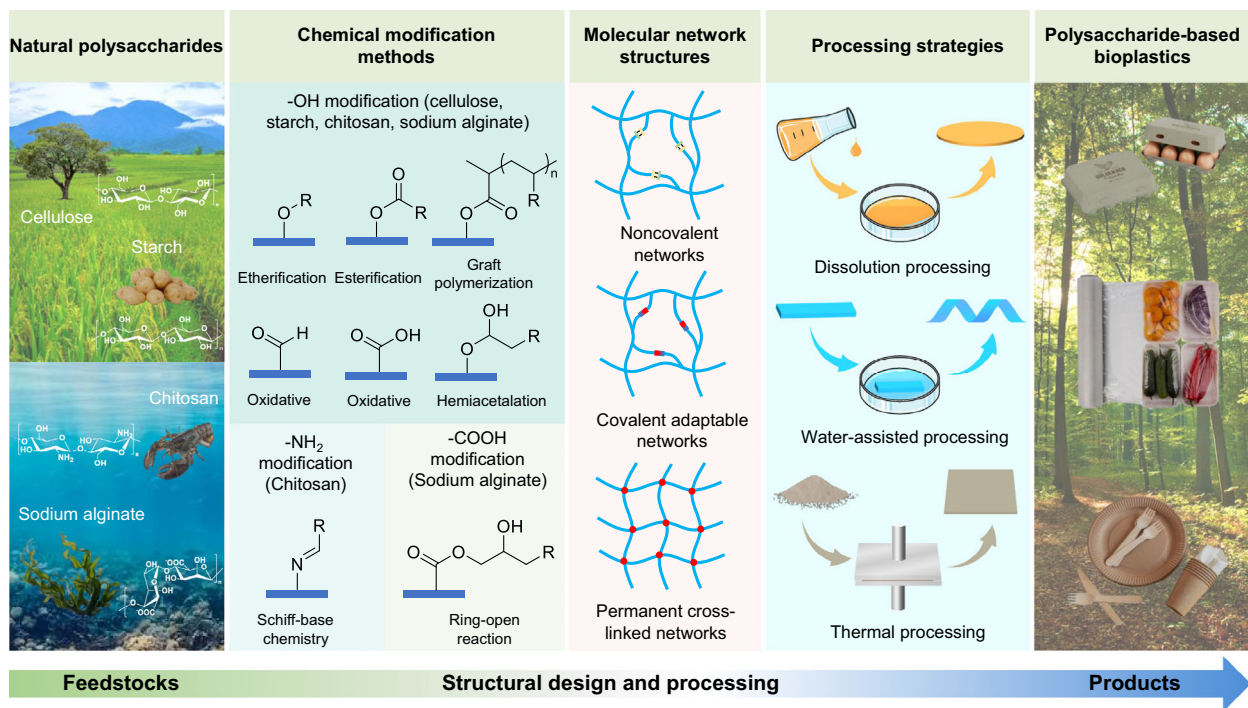 Natural polysaccharides
Chemical modification
methods
Molecular network
structures
Processing strategies
Polysaccharide-based
bioplastics
Cellulose
Starch
Chitosan
Sodium alginate
-OH modification (cellulose,
starch, chitosan, sodium alginate)
O
R
Etherification
O
O
R
Esterification
n
O
O
R
Graft
polymerization
O
H
Oxidative
O
OH
Oxidative
OH
O
R
Hemiacetalation
-NH₂
modification
(Chitosan)
R
N
Schiff-base
chemistry
-COOH
modification
(Sodium alginate)
OH
O
R
O
Ring-open
reaction
Noncovalent
networks
Covalent adaptable
networks
Permanent cross-
linked networks
Dissolution processing
Water-assisted processing
Thermal processing
Feedstocks
Structural design and processing
Products